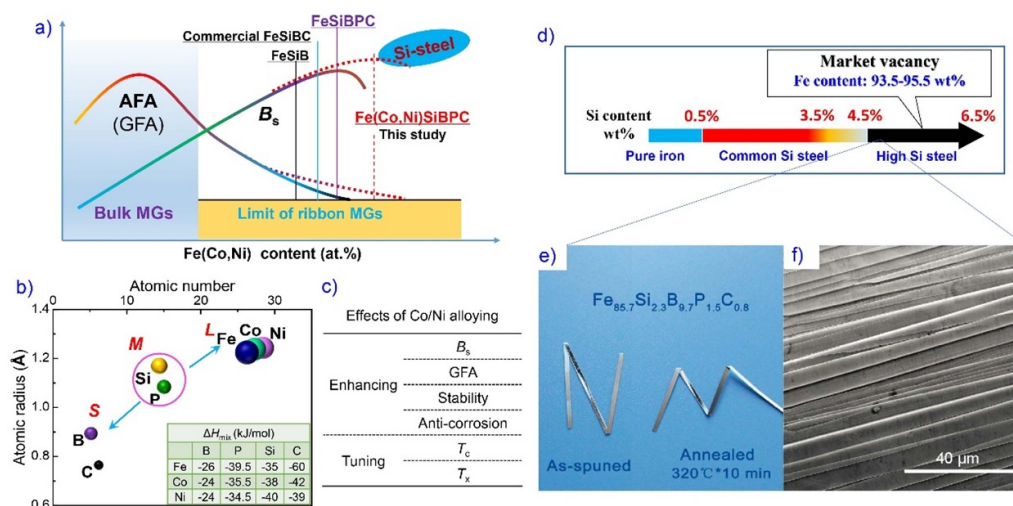 a)
FeSiBPC
Commercial FeSiBC
FeSiB
Si-steel
AFA
(GFA)
Bs
Fe(Co,Ni)SiBPC
This study
Bulk MGs
Limit of ribbon MGs
Fe(Co,Ni) content (at.%)
b)
Atomic number
0 10 20 30
Atomic radius (Å)
1.4
1.2
1.0
0.8
0.6
M
L
S
Fe
Co
Ni
Si
P
B
C
ΔHmix (kJ/mol)
B P Si C
Fe -26 -39.5 -35 -60
Co -24 -35.5 -38 -42
Ni -24 -34.5 -40 -39
c)
Effects of Co/Ni alloying
Enhancing
Bs
GFA
Stability
Anti-corrosion
Tuning
Tc
Tx
d)
Market vacancy
Fe content: 93.5-95.5 wt%
Si content
wt%
0.5% 3.5% 4.5% 6.5%
Pure iron Common Si steel High Si steel
e)
Fe85.7Si2.3B9.7P1.5C0.8
As-spuned
Annealed
320℃*10 min
f)
40 µm